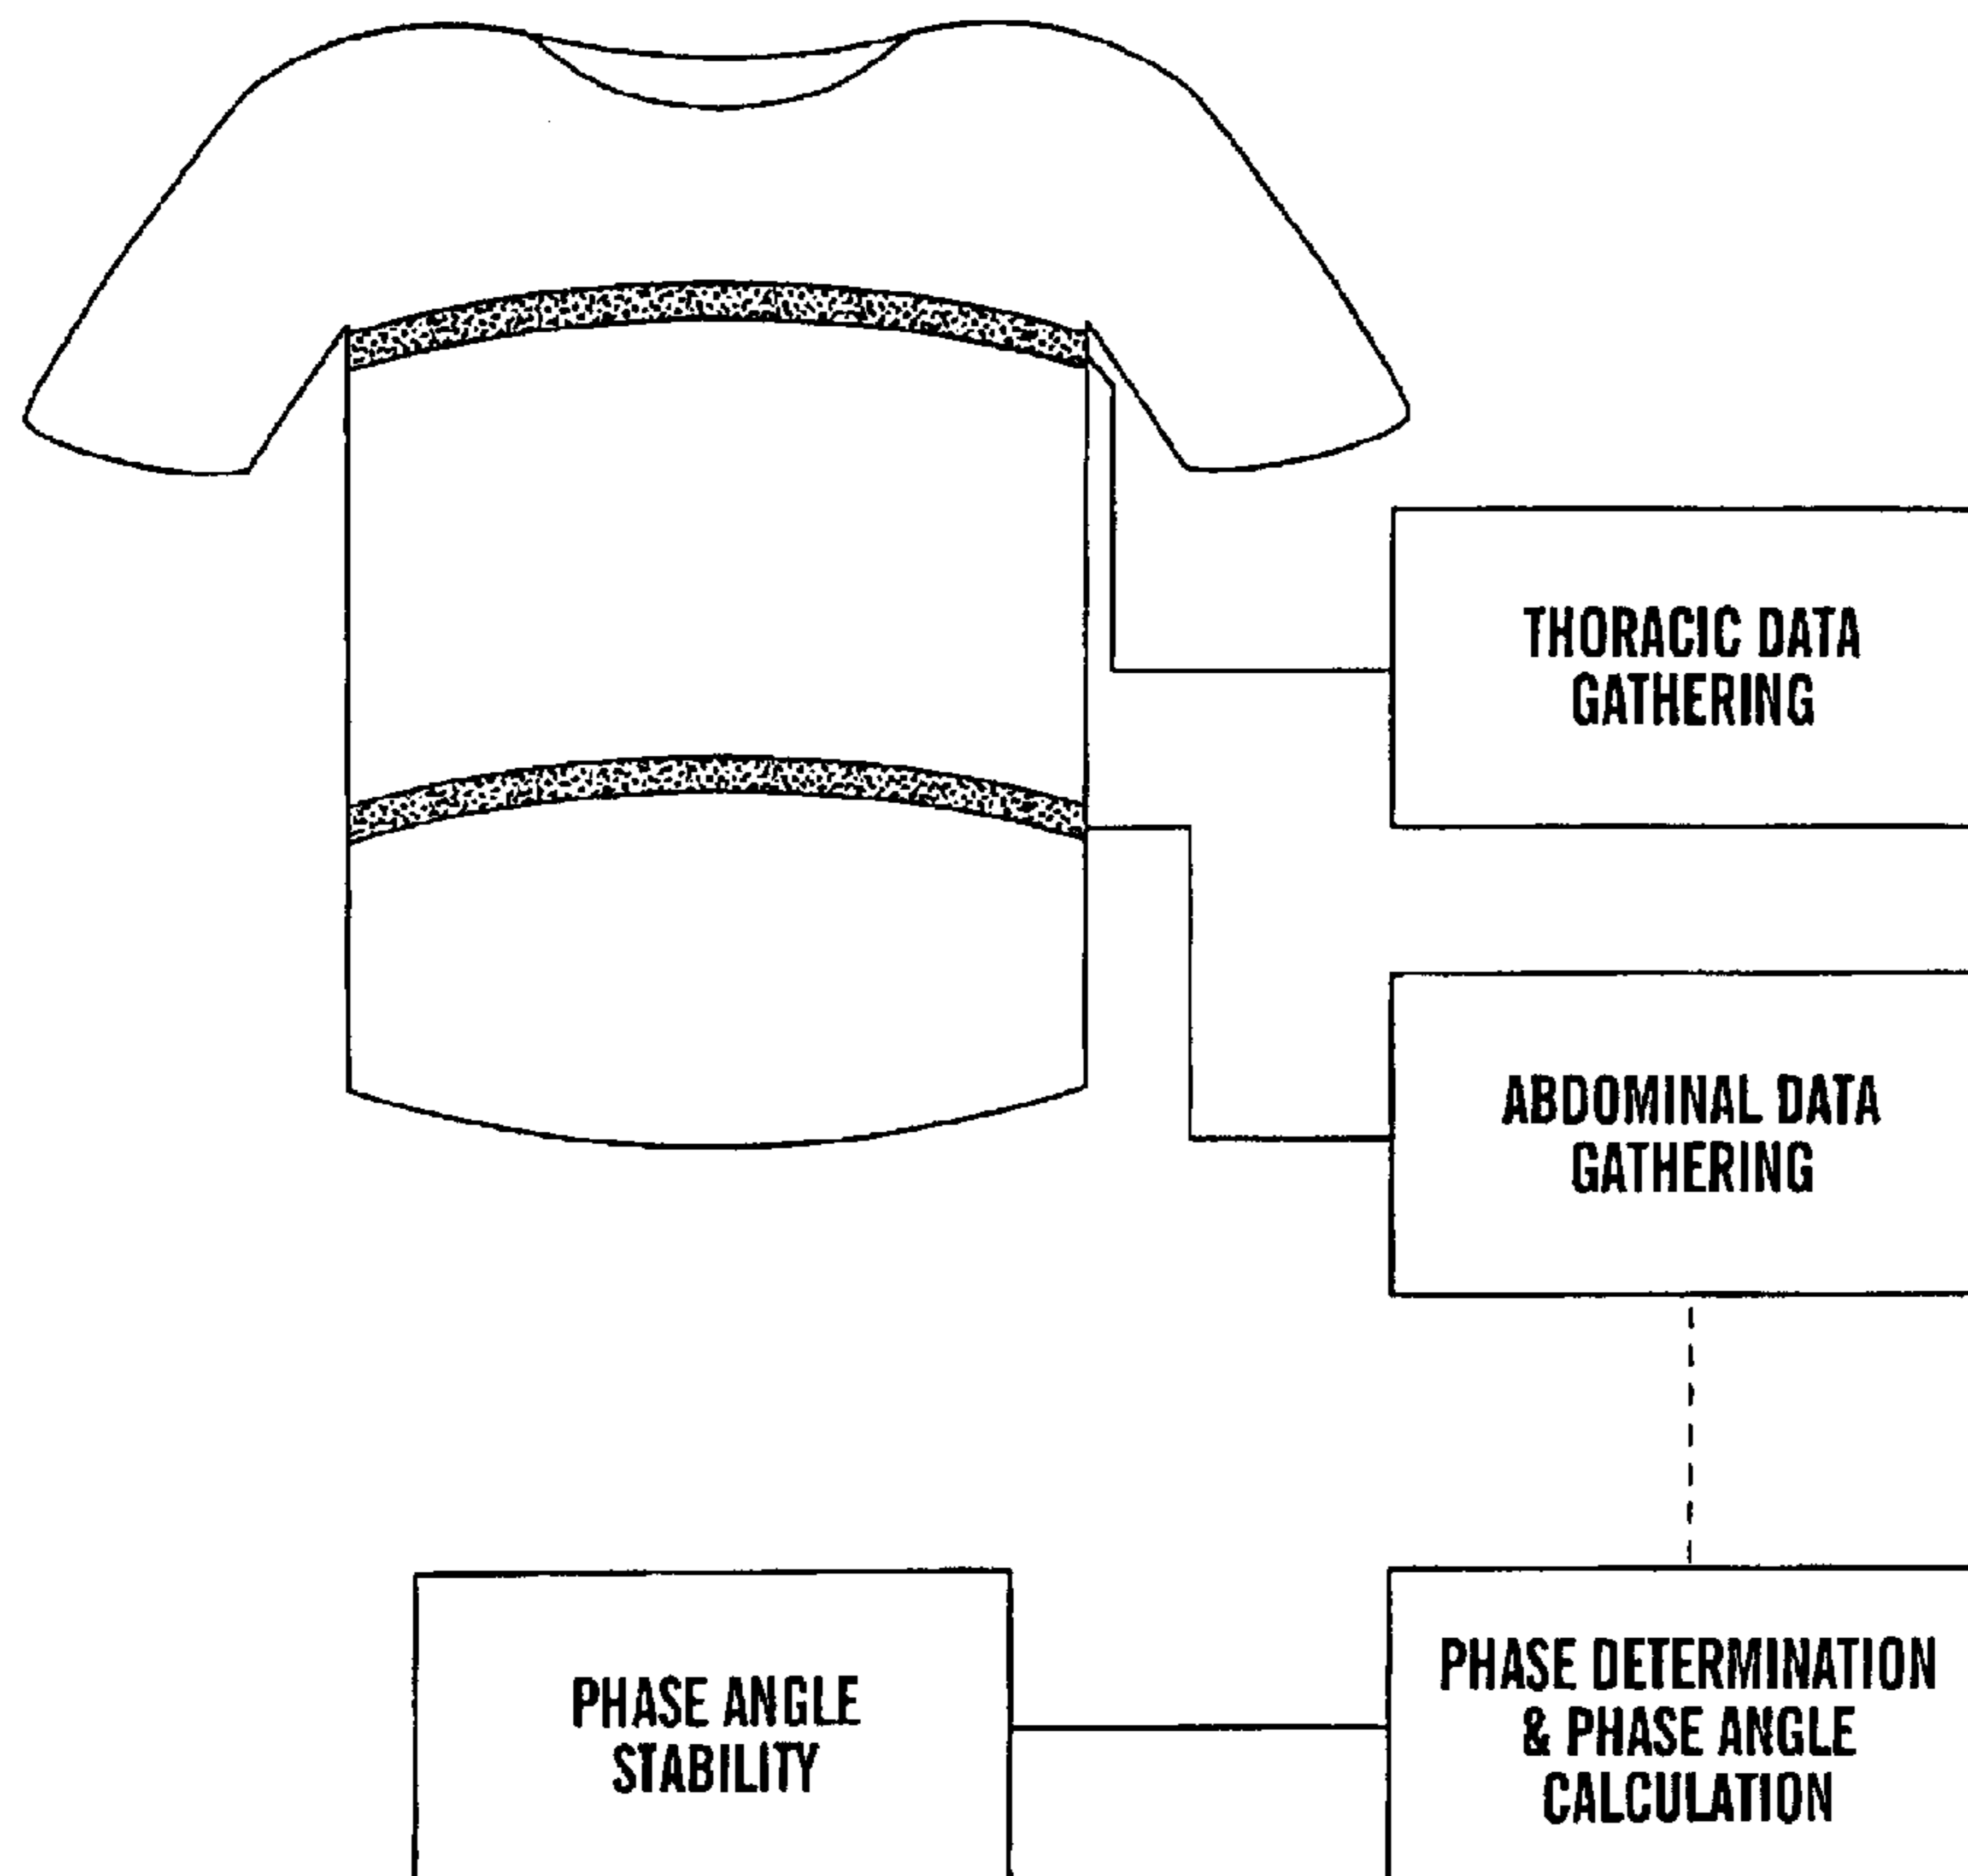 THORACIC DATA
GATHERING
ABDOMINAL DATA
GATHERING
PHASE ANGLE
STABILITY
PHASE DETERMINATION
& PHASE ANGLE
CALCULATION